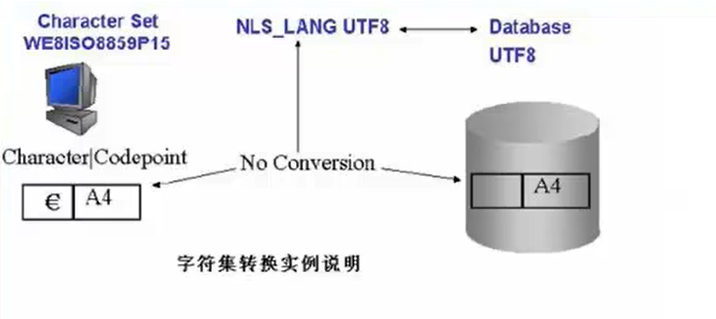 Character Set
WE8ISO8859P15
NLS_LANG UTF8
Database
UTF8
Character|Codepoint
No Conversion
€ A4
A4
字符集转换实例说明